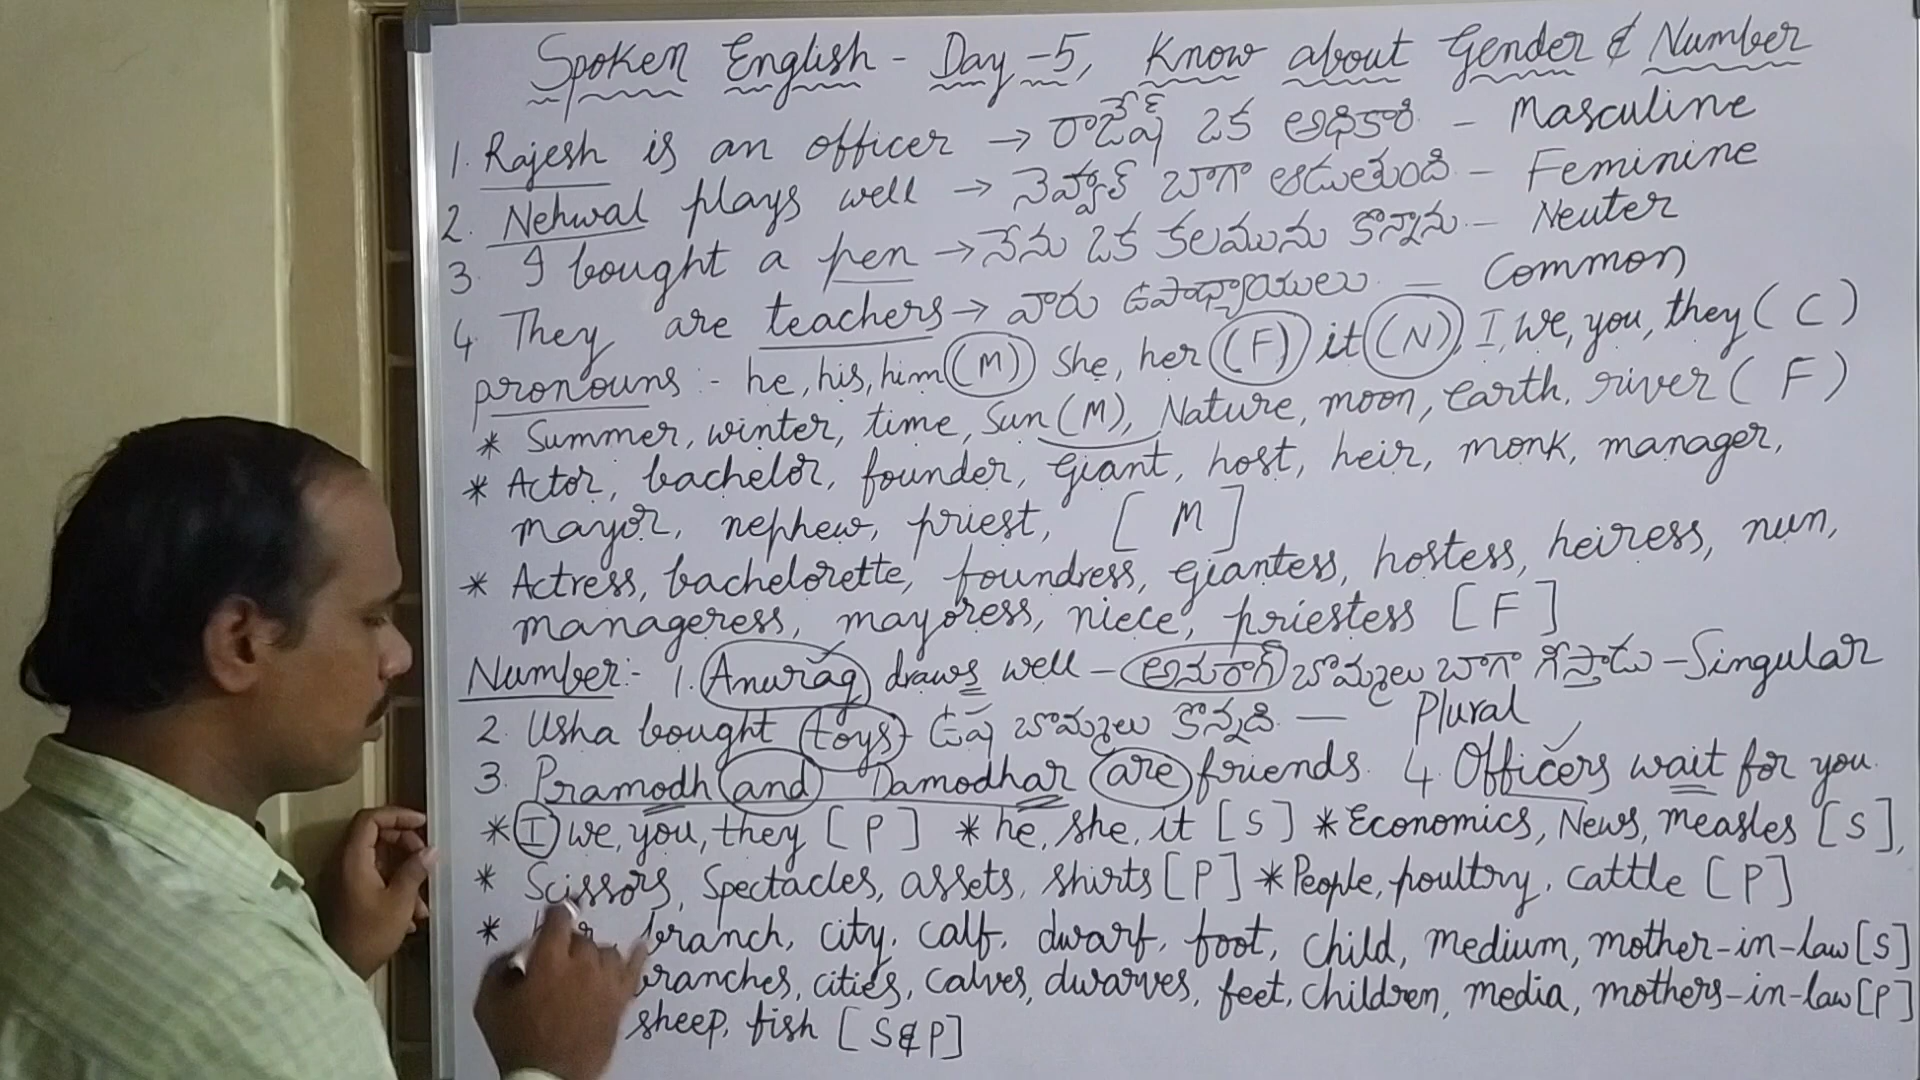 Spoken English - Day -5, Know about Gender & Number
1. Rajesh is an officer → రాజేష్ ఒక అధికారి - Masculine
2. Nehwal plays well → నెహ్వాల్ బాగా ఆడుతుంది - Feminine
3. I bought a pen → నేను ఒక కలమును కొన్నాను - Neuter
4. They are teachers → వారు ఉపాధ్యాయులు - Common
pronouns :- he, his, him (M) She, her (F) it (N), I, we, you, they (C)
* Summer, winter, time, Sun (M), Nature, moon, earth, river (F)
* Actor, bachelor, founder, giant, host, heir, monk, manager,
mayor, nephew, priest, [M]
* Actress, bachelorette, foundress, giantess, hostess, heiress, nun,
manageress, mayoress, niece, priestess [F]
Number:- 1. Anurag draws well - అనురాగ్ బొమ్మలు బాగా గీస్తాడు - Singular
2. Usha bought toys - ఉష బొమ్మలు కొన్నది - Plural
3. Pramodh and Damodhar are friends. 4. Officers wait for you.
* I we, you, they [P] * he, she, it [S] * Economics, News, measles [S],
* Scissors, Spectacles, assets, shirts [P] * People, poultry, cattle [P]
* branch, city, calf, dwarf, foot, child, medium, mother-in-law [S]
branches, cities, calves, dwarves, feet, children, media, mothers-in-law [P]
sheep, fish [S & P]